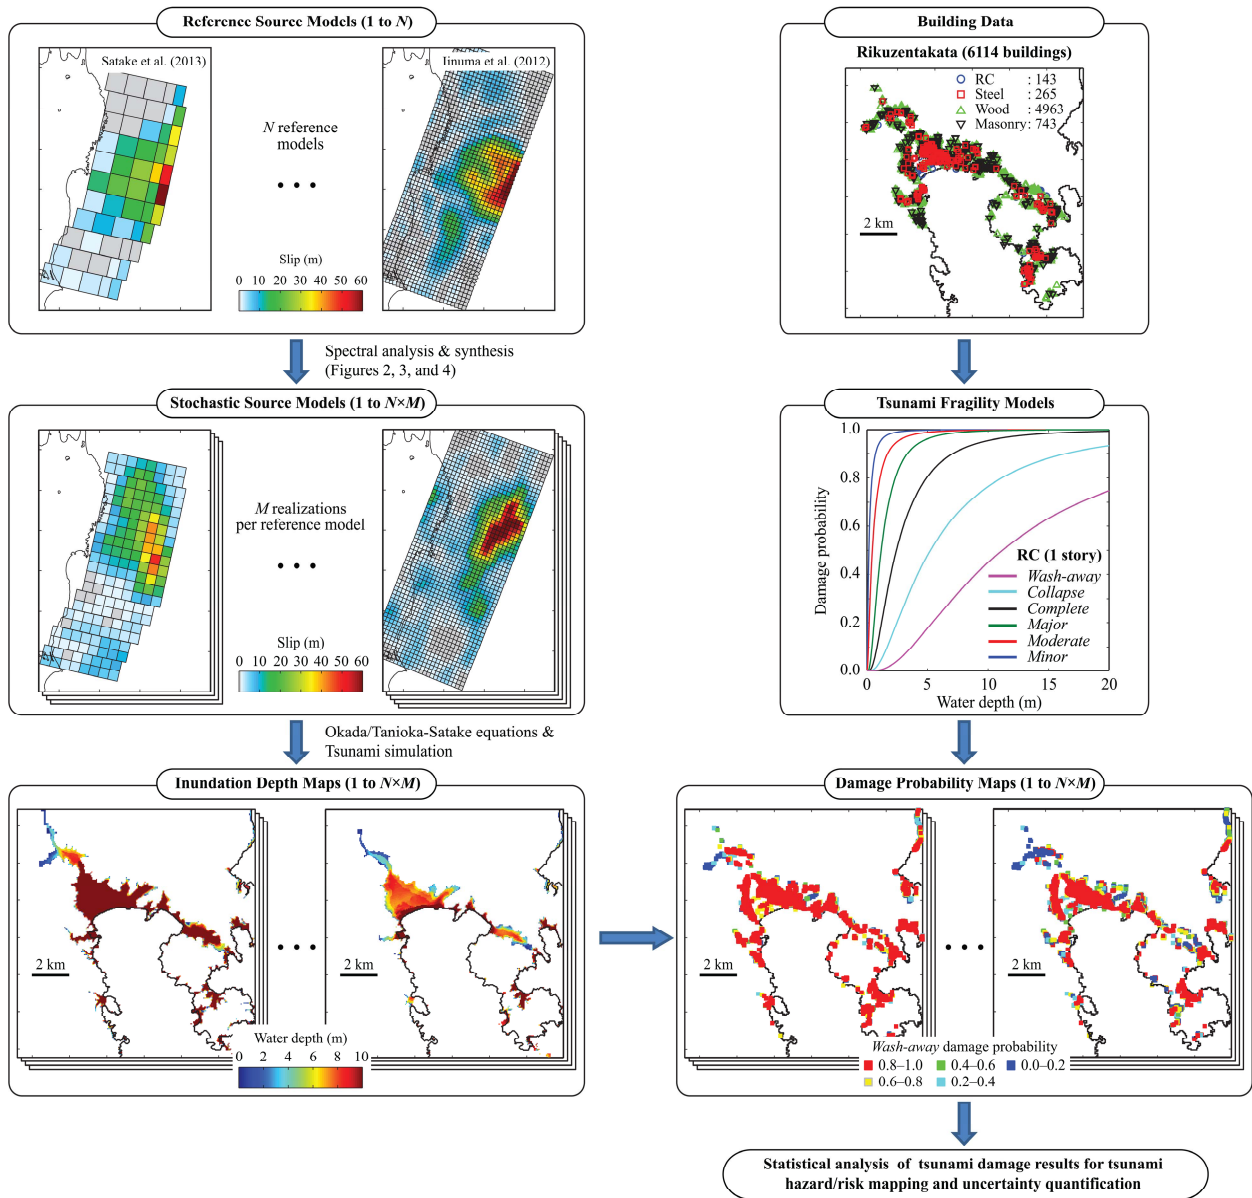 Reference Source Models (1 to N)
Satake et al. (2013)
Iinuma et al. (2012)
N reference
models
Slip (m)
0 10 20 30 40 50 60
Spectral analysis & synthesis
(Figures 2, 3, and 4)
Stochastic Source Models (1 to N×M)
M realizations
per reference model
Slip (m)
0 10 20 30 40 50 60
Okada/Tanioka-Satake equations &
Tsunami simulation
Inundation Depth Maps (1 to N×M)
2 km
2 km
Water depth (m)
0 2 4 6 8 10
Building Data
Rikuzentakata (6114 buildings)
RC : 143
Steel : 265
Wood : 4963
Masonry : 743
2 km
Tsunami Fragility Models
Damage probability
1.0
0.8
0.6
0.4
0.2
0.0
RC (1 story)
Wash-away
Collapse
Complete
Major
Moderate
Minor
0 5 10 15 20
Water depth (m)
Damage Probability Maps (1 to N×M)
2 km
2 km
Wash-away damage probability
0.8–1.0 0.4–0.6 0.0–0.2
0.6–0.8 0.2–0.4
Statistical analysis of tsunami damage results for tsunami
hazard/risk mapping and uncertainty quantification